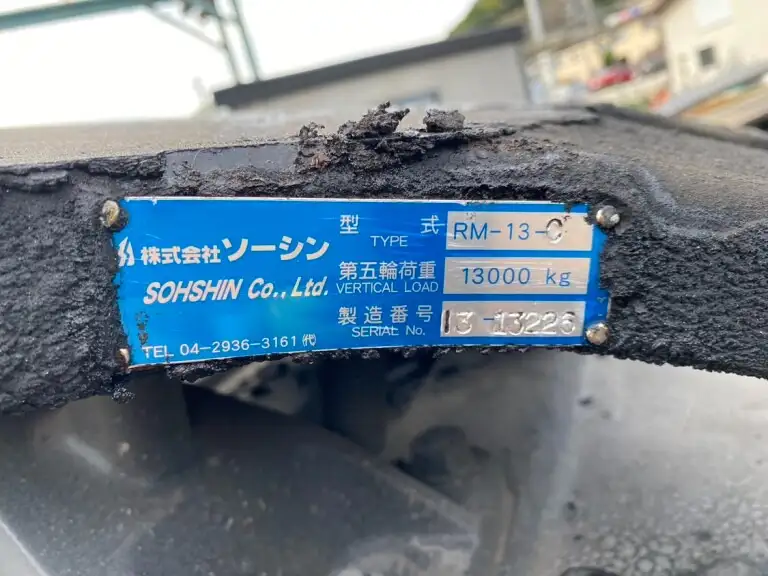 株式会社ソーシン
SOHSHIN Co., Ltd.
TEL 04-2936-3161 ㈹
型 式
TYPE
RM-13-C
第五輪荷重
VERTICAL LOAD
13000 kg
製造番号
SERIAL No.
13-13226